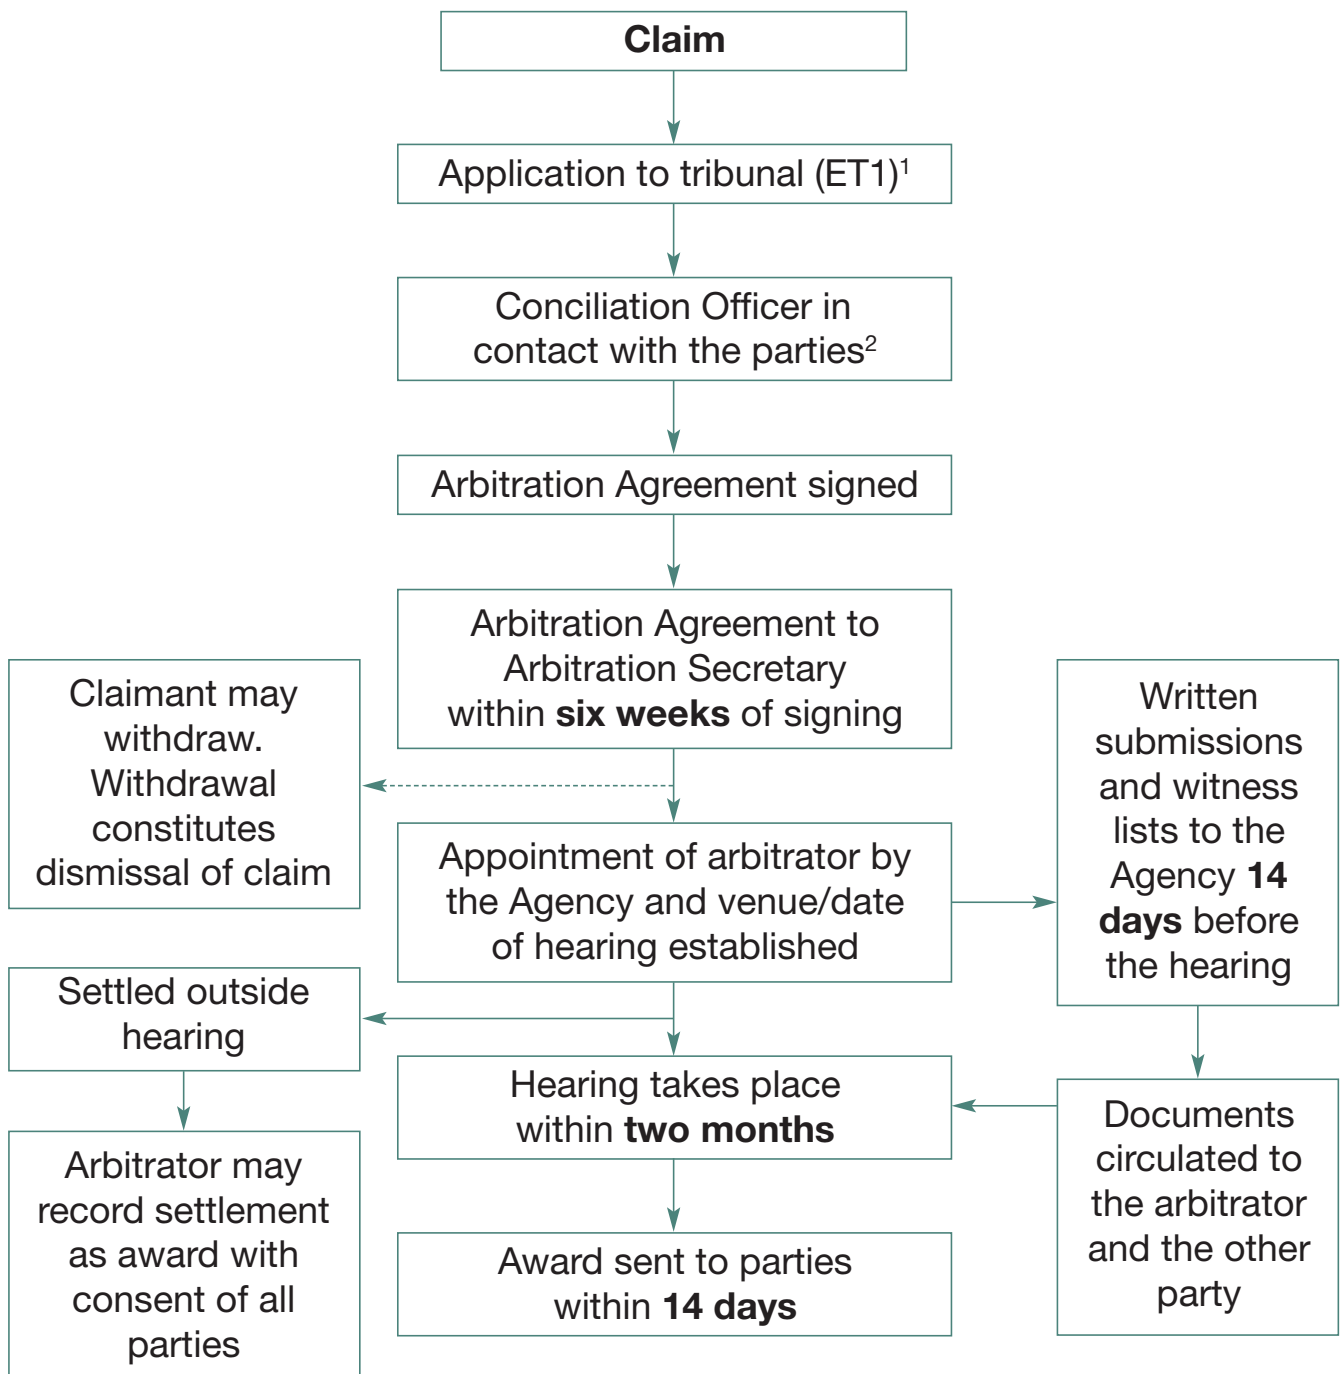 Claim
Application to tribunal (ET1)¹
Conciliation Officer in
contact with the parties²
Arbitration Agreement signed
Arbitration Agreement to
Arbitration Secretary
within six weeks of signing
Claimant may
withdraw.
Withdrawal
constitutes
dismissal of claim
Appointment of arbitrator by
the Agency and venue/date
of hearing established
Written
submissions
and witness
lists to the
Agency 14
days before
the hearing
Settled outside
hearing
Hearing takes place
within two months
Documents
circulated to
the arbitrator
and the other
party
Arbitrator may
record settlement
as award with
consent of all
parties
Award sent to parties
within 14 days